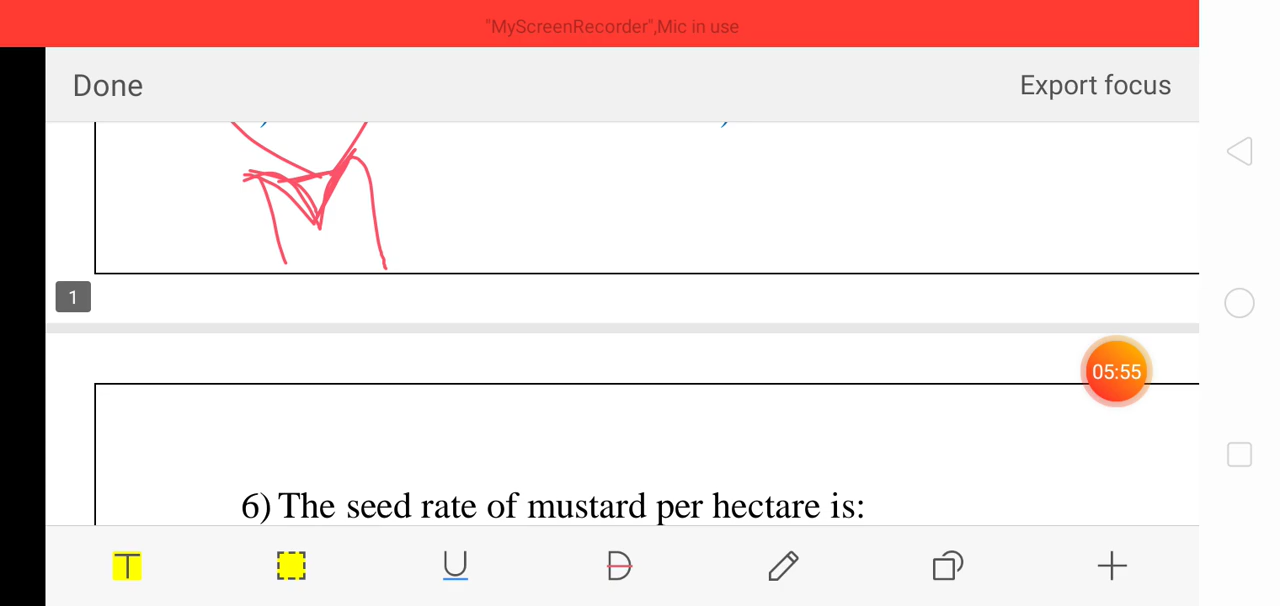 "MyScreenRecorder",Mic in use
Done
Export focus
1
05:55
6) The seed rate of mustard per hectare is:
T
U
D